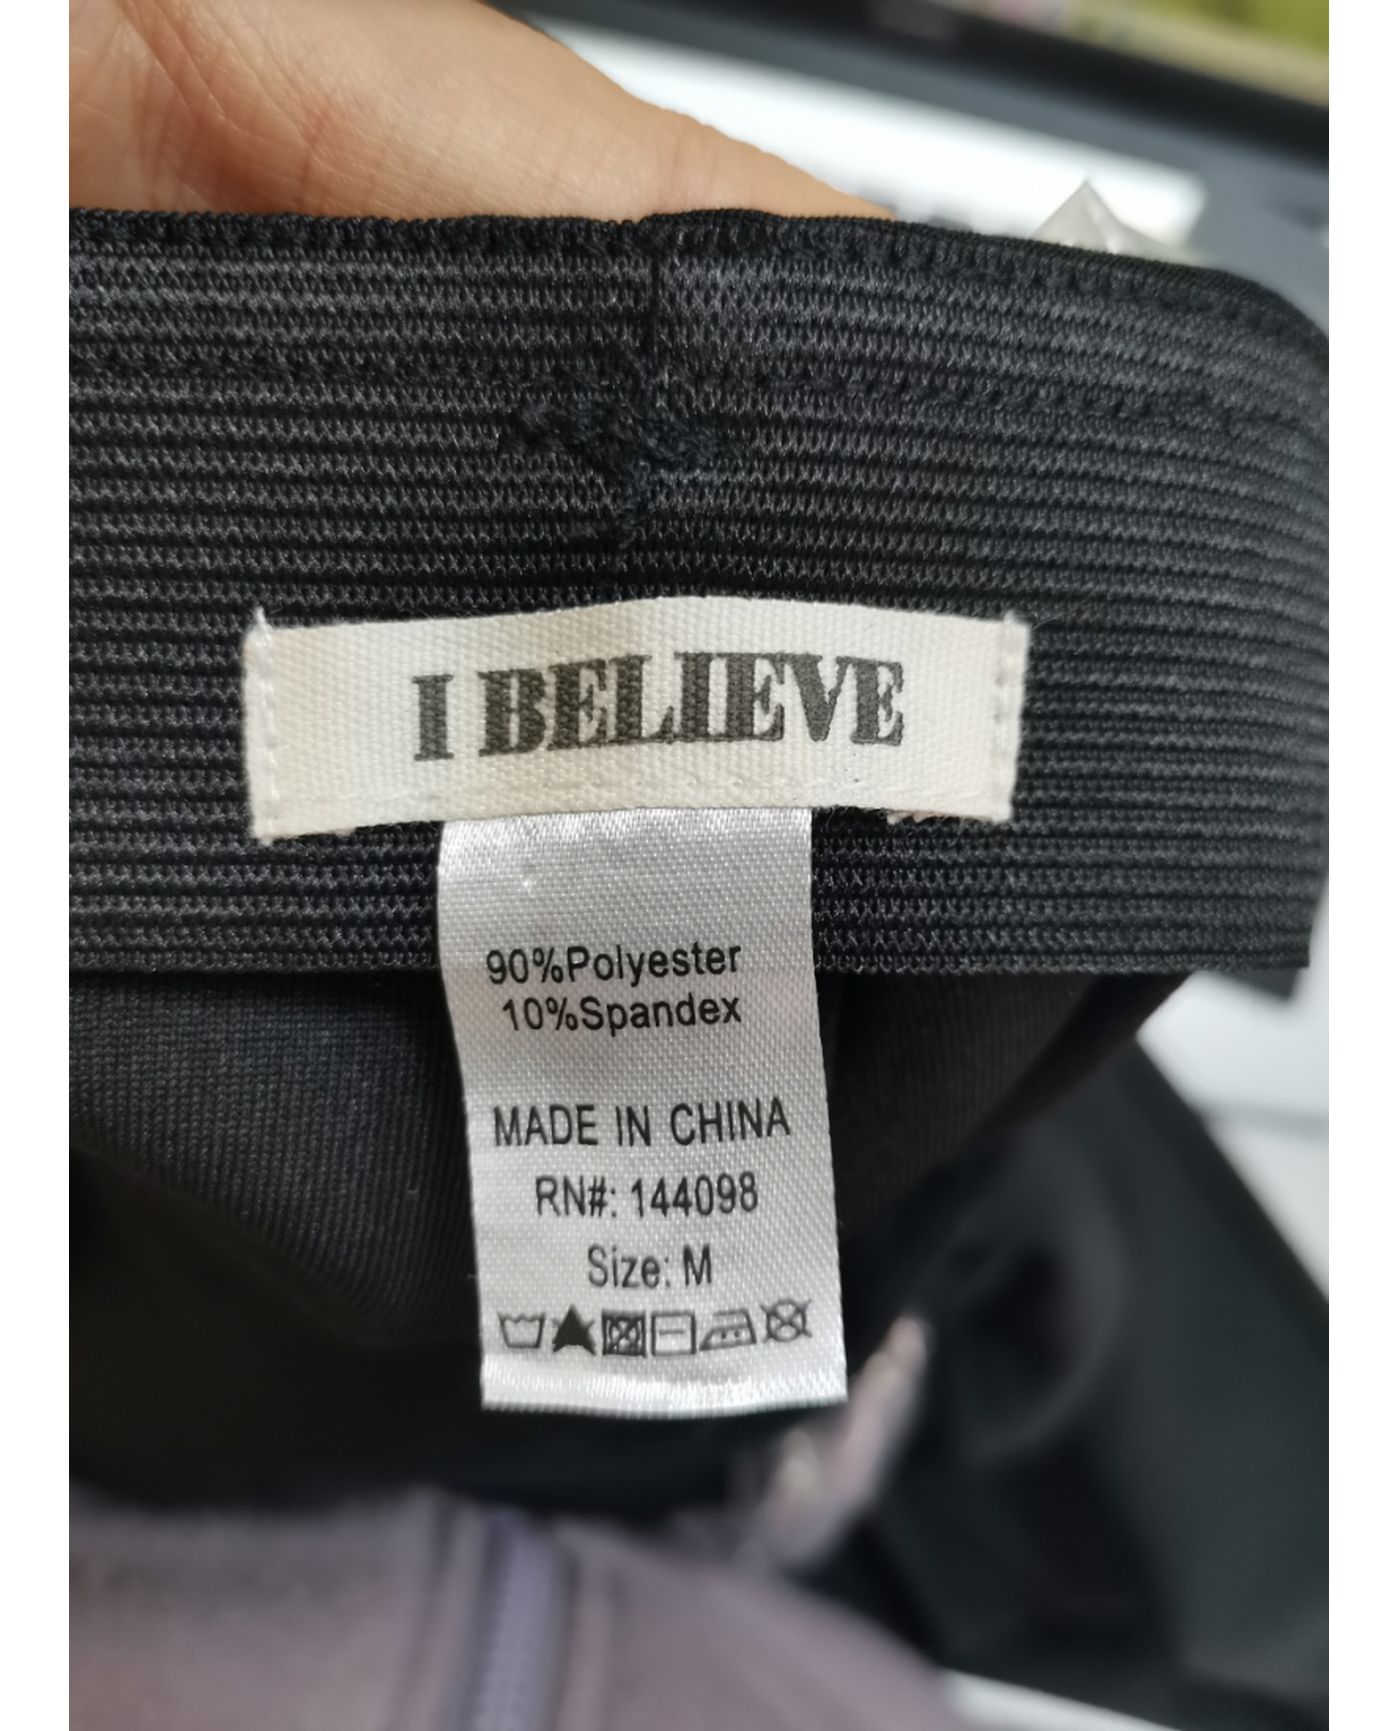 I BELIEVE
90%Polyester
10%Spandex
MADE IN CHINA
RN#: 144098
Size: M